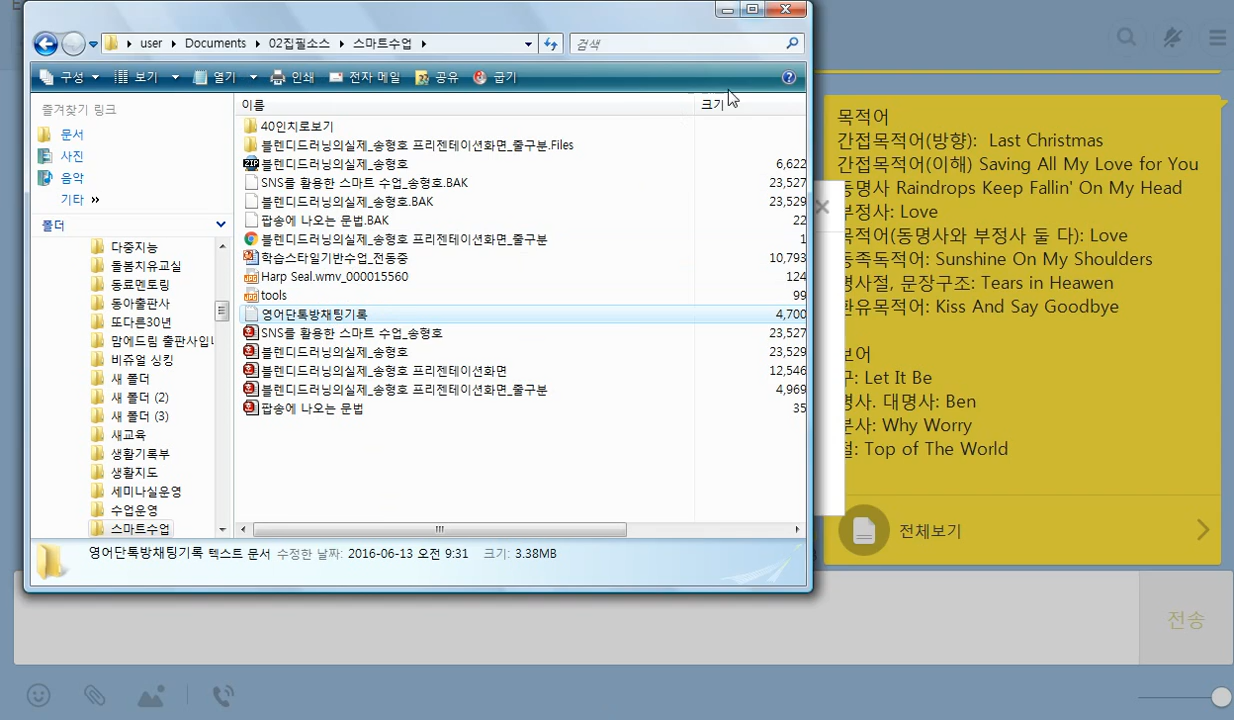 user ▸ Documents ▸ 02집필소스 ▸ 스마트수업 ▸
검색
구성 보기 열기 인쇄 전자 메일 공유 굽기
즐겨찾기 링크
문서
사진
음악
기타 »
폴더
다중지능
돌봄치유교실
동료멘토링
동아출판사
또다른30년
맘에드림 출판사입니
비쥬얼 싱킹
새 폴더
새 폴더 (2)
새 폴더 (3)
새교육
생활기록부
생활지도
세미나실운영
수업운영
스마트수업
이름 크기
40인치로보기
블렌디드러닝의실제_송형호 프리젠테이션화면_줄구분.Files
블렌디드러닝의실제_송형호 6,622
SNS를 활용한 스마트 수업_송형호.BAK 23,527
블렌디드러닝의실제_송형호.BAK 23,529
팝송에 나오는 문법.BAK 22
블렌디드러닝의실제_송형호 프리젠테이션화면_줄구분 1
학습스타일기반수업_전동중 10,793
Harp Seal.wmv_000015560 124
tools 99
영어단톡방채팅기록 4,700
SNS를 활용한 스마트 수업_송형호 23,527
블렌디드러닝의실제_송형호 23,529
블렌디드러닝의실제_송형호 프리젠테이션화면 12,546
블렌디드러닝의실제_송형호 프리젠테이션화면_줄구분 4,969
팝송에 나오는 문법 35
영어단톡방채팅기록 텍스트 문서 수정한 날짜: 2016-06-13 오전 9:31 크기: 3.38MB
목적어
간접목적어(방향): Last Christmas
간접목적어(이해) Saving All My Love for You
동명사 Raindrops Keep Fallin' On My Head
부정사: Love
목적어(동명사와 부정사 둘 다): Love
동족목적어: Sunshine On My Shoulders
명사절, 문장구조: Tears in Heawen
환유목적어: Kiss And Say Goodbye
보어
구: Let It Be
명사. 대명사: Ben
분사: Why Worry
절: Top of The World
전체보기
전송